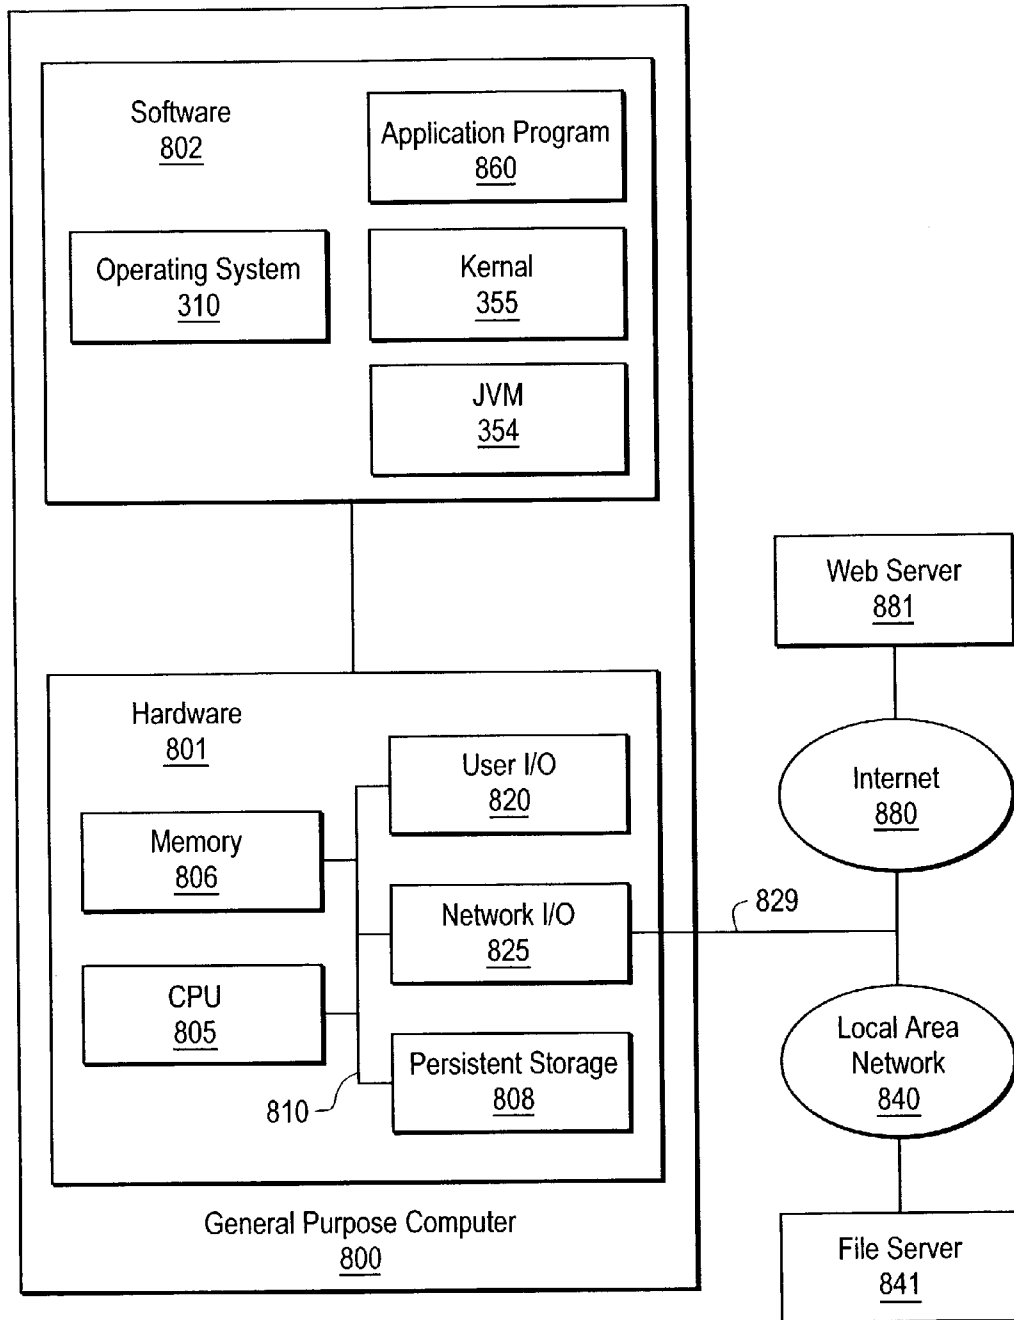 Software
802
Application Program
860
Operating System
310
Kernal
355
JVM
354
Web Server
881
Hardware
801
User I/O
820
Internet
880
Memory
806
Network I/O
825
829
CPU
805
Local Area
Network
840
Persistent Storage
808
810
General Purpose Computer
800
File Server
841